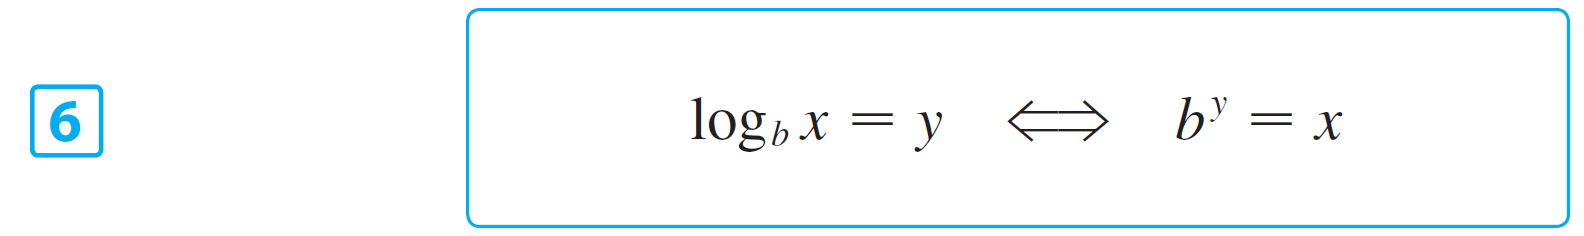 6
log_b x = y ⟺ b^y = x